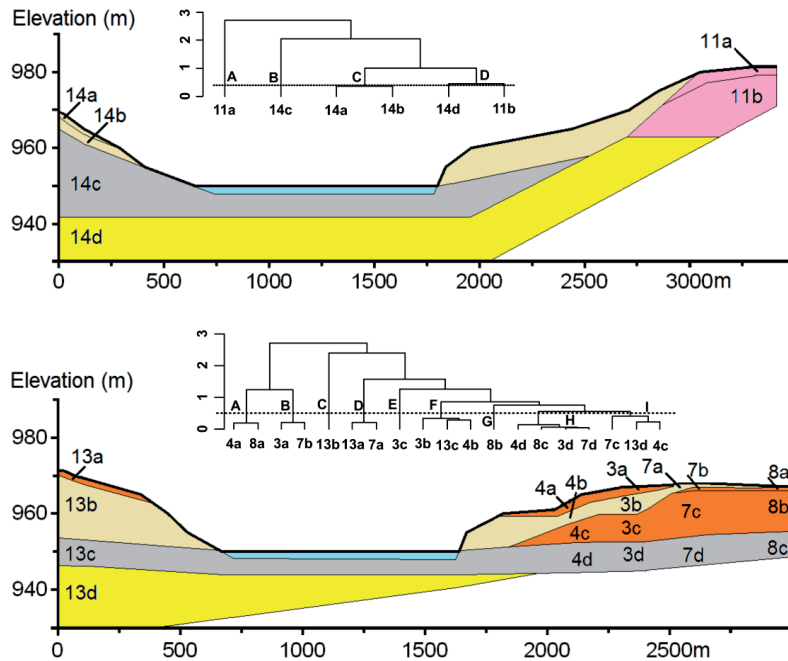 Elevation (m)
3
2
1
0
A
B
C
D
11a
14c
14a
14b
14d
11b
980
960
940
14a
14b
14c
14d
11a
11b
0
500
1000
1500
2000
2500
3000m
Elevation (m)
3
2
1
0
A
B
C
D
E
F
G
H
I
4a
8a
3a
7b
13b
13a
7a
3c
3b
13c
4b
8b
4d
8c
3d
7d
7c
13d
4c
980
960
940
13a
13b
13c
13d
4a
4b
3a
7a
7b
8a
3b
4c
3c
7c
8b
4d
3d
7d
8c
0
500
1000
1500
2000
2500m